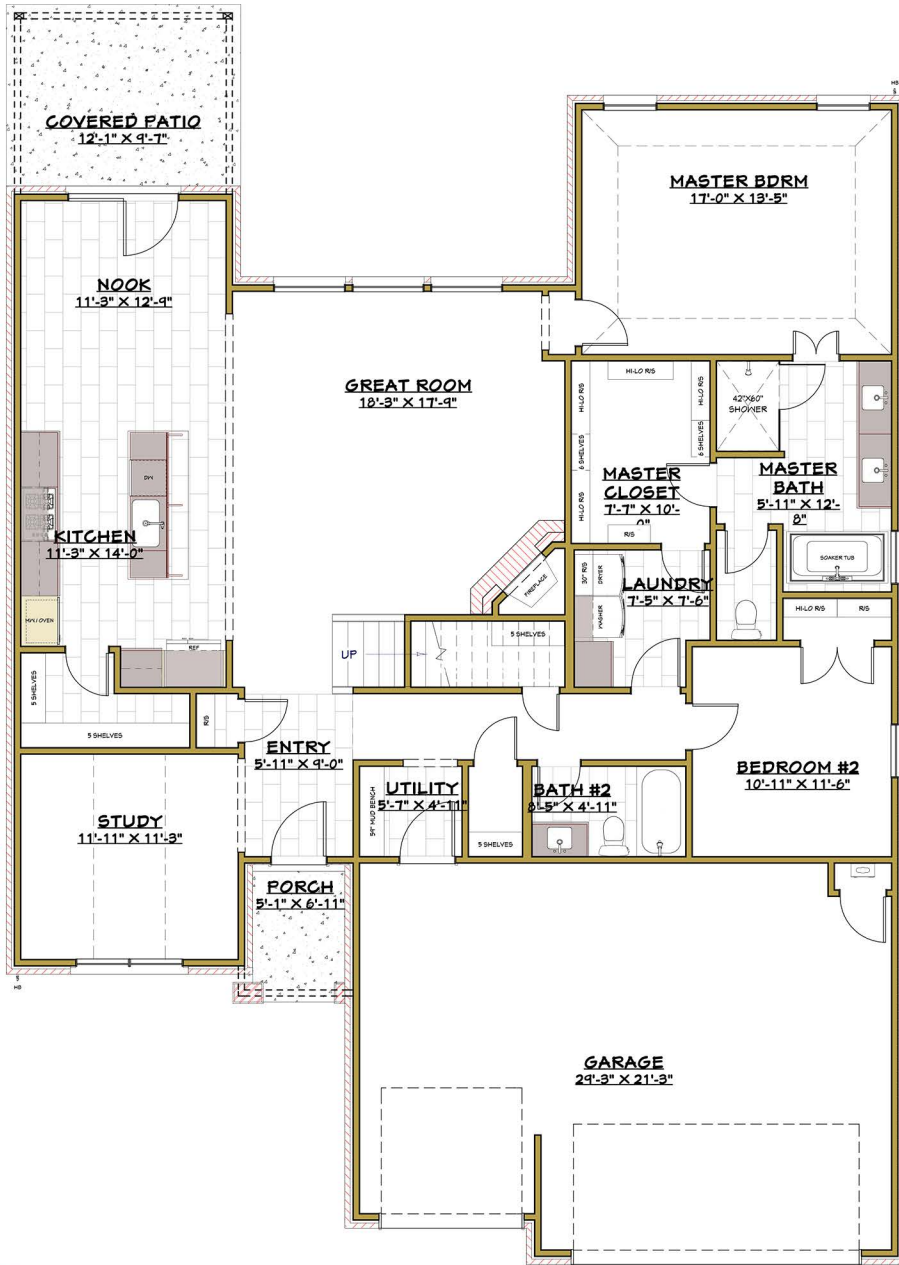 COVERED PATIO
12'-1" X 9'-7"
HB
MASTER BDRM
17'-0" X 13'-5"
NOOK
11'-3" X 12'-9"
GREAT ROOM
18'-3" X 17'-9"
HI-LO R/S
HI-LO R/S
HI-LO R/S
42"X60"
SHOWER
6 SHELVES
6 SHELVES
MASTER
CLOSET
7'-7" X 10'-
0"
HI-LO R/S
R/S
MASTER
BATH
5'-11" X 12'-
8"
DW
KITCHEN
11'-3" X 14'-0"
SOAKER TUB
FIREPLACE
30" R/S
DRYER
WASHER
LAUNDRY
7'-5" X 7'-6"
HI-LO R/S
R/S
MW/OVEN
REF
UP
5 SHELVES
5 SHELVES
5 SHELVES
R/S
ENTRY
5'-11" X 9'-0"
UTILITY
5'-7" X 4'-11"
54" MUD BENCH
BATH #2
8'-5" X 4'-11"
BEDROOM #2
10'-11" X 11'-6"
5 SHELVES
STUDY
11'-11" X 11'-3"
PORCH
5'-1" X 6'-11"
HB
GARAGE
29'-3" X 21'-3"